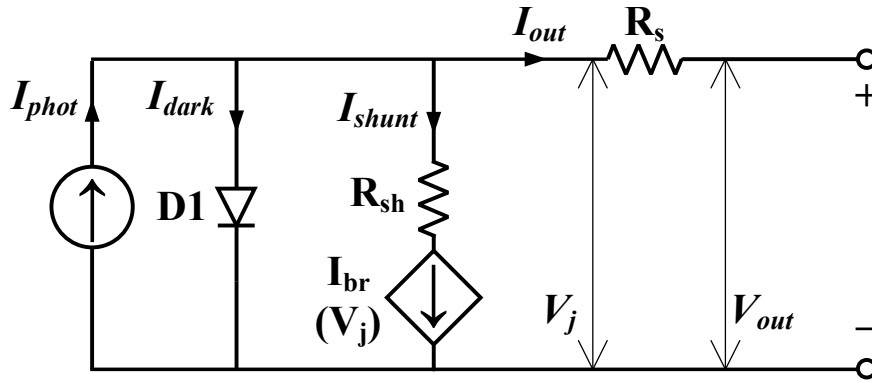 I_out
R_s
I_phot
I_dark
I_shunt
+
D1
R_sh
I_br
(V_j)
V_j
V_out
−